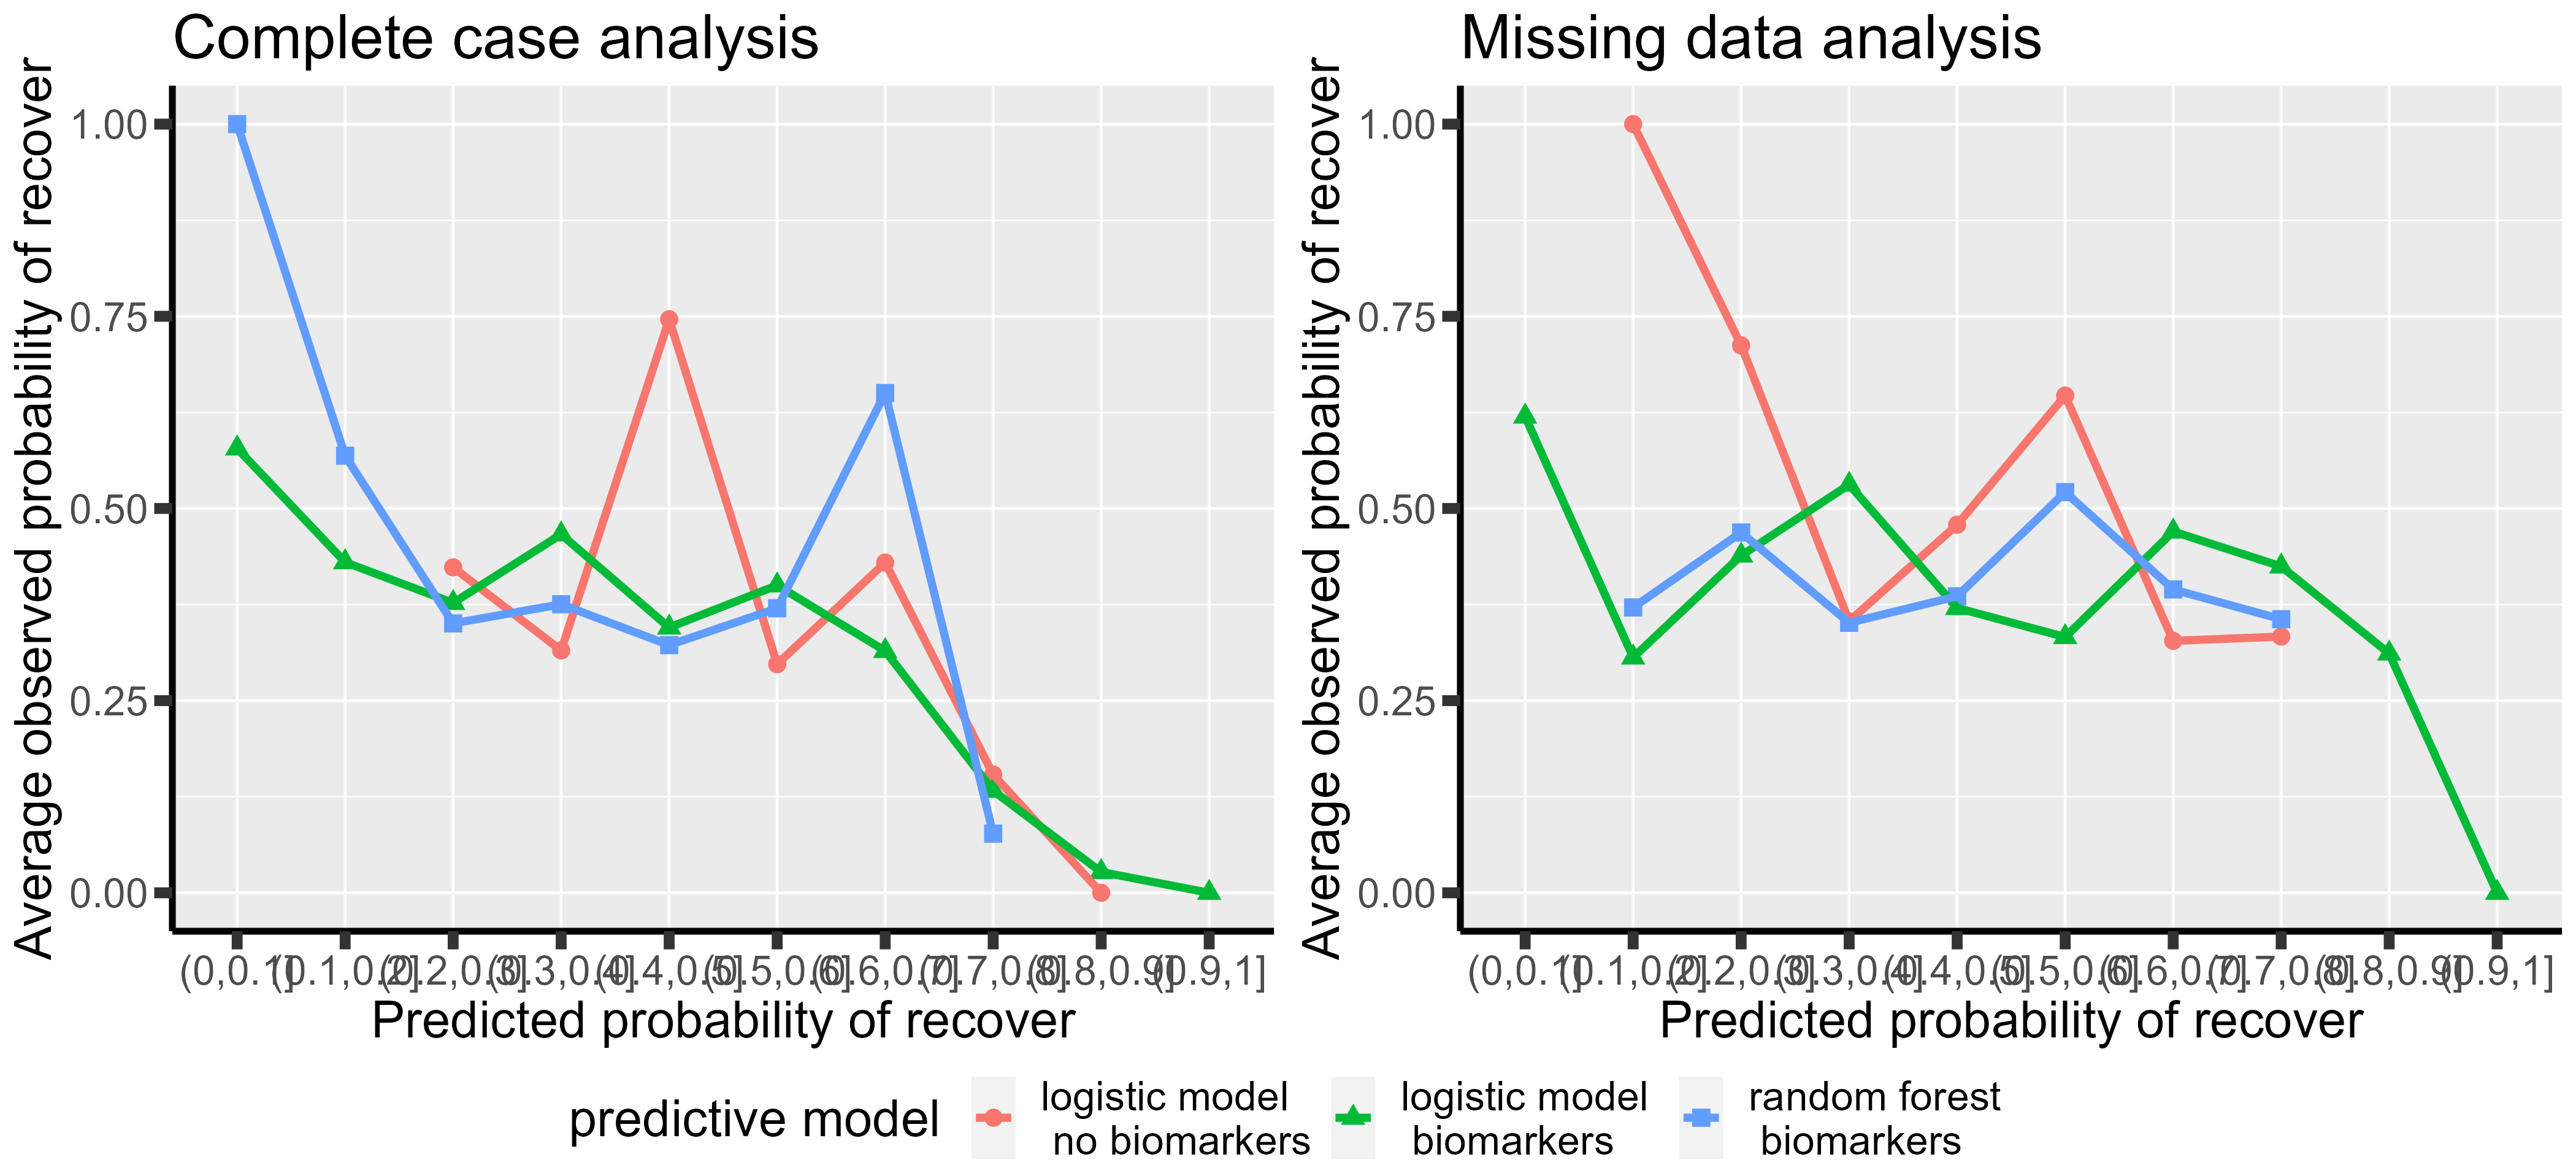 Complete case analysis
Average observed probability of recover
1.00
0.75
0.50
0.25
0.00
(0,0.1] (0.1,0.2] (0.2,0.3] (0.3,0.4] (0.4,0.5] (0.5,0.6] (0.6,0.7] (0.7,0.8] (0.8,0.9] (0.9,1]
Predicted probability of recover
Missing data analysis
Average observed probability of recover
1.00
0.75
0.50
0.25
0.00
(0,0.1] (0.1,0.2] (0.2,0.3] (0.3,0.4] (0.4,0.5] (0.5,0.6] (0.6,0.7] (0.7,0.8] (0.8,0.9] (0.9,1]
Predicted probability of recover
predictive model
logistic model
no biomarkers
logistic model
biomarkers
random forest
biomarkers